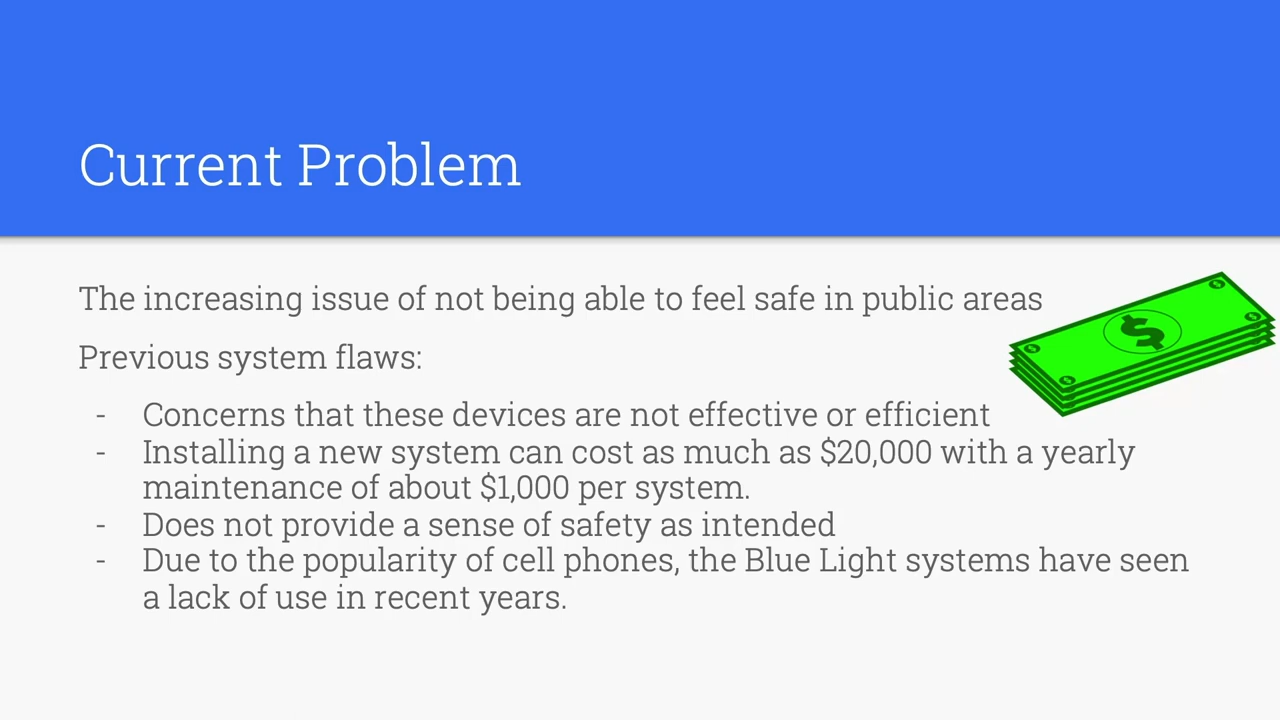 Current Problem
The increasing issue of not being able to feel safe in public areas
Previous system flaws:
- Concerns that these devices are not effective or efficient
- Installing a new system can cost as much as $20,000 with a yearly
maintenance of about $1,000 per system.
- Does not provide a sense of safety as intended
- Due to the popularity of cell phones, the Blue Light systems have seen
a lack of use in recent years.